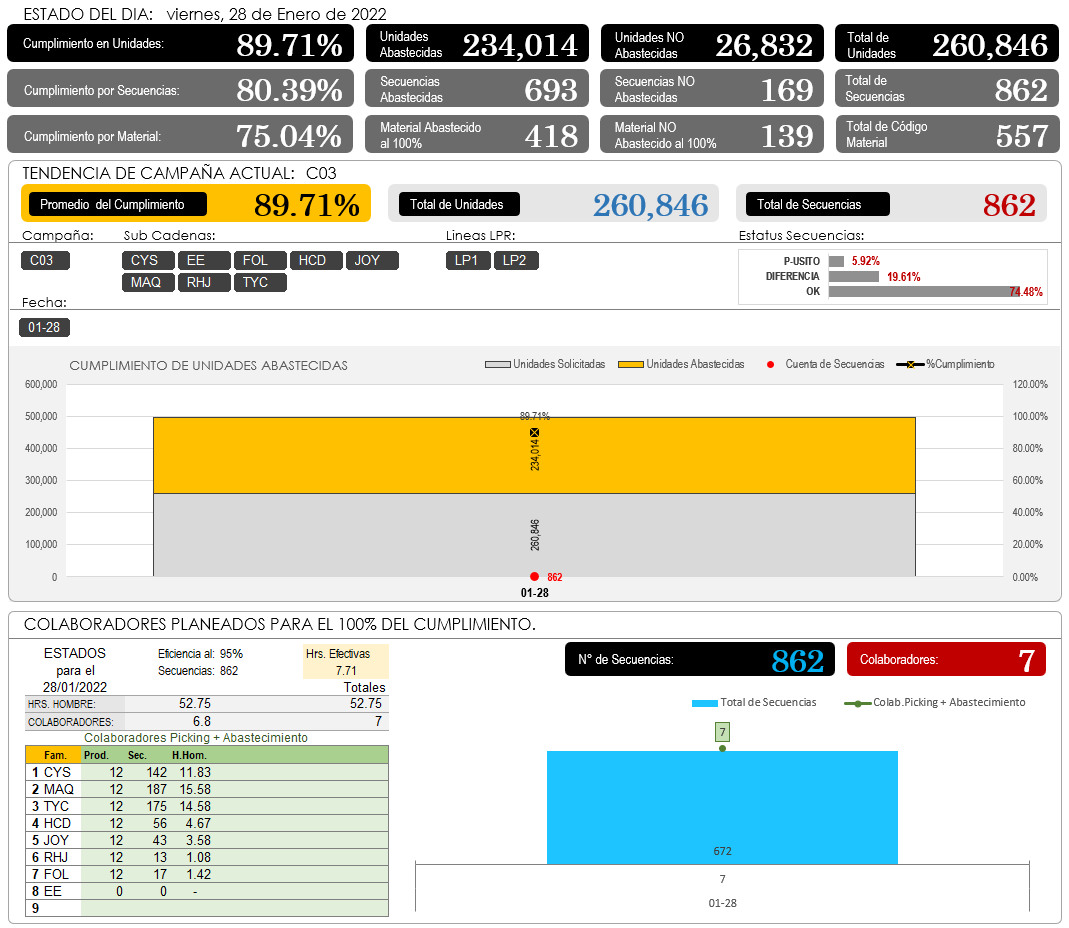 ESTADO DEL DIA: viernes, 28 de Enero de 2022
Cumplimiento en Unidades: 89.71%
Unidades Abastecidas 234,014
Unidades NO Abastecidas 26,832
Total de Unidades 260,846
Cumplimiento por Secuencias: 80.39%
Secuencias Abastecidas 693
Secuencias NO Abastecidas 169
Total de Secuencias 862
Cumplimiento por Material: 75.04%
Material Abastecido al 100% 418
Material NO Abastecido al 100% 139
Total de Código Material 557
TENDENCIA DE CAMPAÑA ACTUAL: C03
Promedio del Cumplimiento 89.71%
Total de Unidades 260,846
Total de Secuencias 862
Campaña: Sub Cadenas: Lineas LPR: Estatus Secuencias:
C03 CYS EE FOL HCD JOY LP1 LP2
MAQ RHJ TYC
P-USITO 5.92%
DIFERENCIA 19.61%
OK 74.48%
Fecha:
01-28
CUMPLIMIENTO DE UNIDADES ABASTECIDAS
Unidades Solicitadas Unidades Abastecidas Cuenta de Secuencias %Cumplimiento
600,000 120.00%
500,000 89.71% 100.00%
400,000 80.00%
234,014
300,000 60.00%
200,000 40.00%
260,846
100,000 20.00%
0 862 0.00%
01-28
COLABORADORES PLANEADOS PARA EL 100% DEL CUMPLIMIENTO.
ESTADOS Eficiencia al: 95% Hrs. Efectivas
para el Secuencias: 862 7.71
28/01/2022 Totales
HRS. HOMBRE: 52.75 52.75
COLABORADORES: 6.8 7
Colaboradores Picking + Abastecimiento
Fam. Prod. Sec. H.Hom.
1 CYS 12 142 11.83
2 MAQ 12 187 15.58
3 TYC 12 175 14.58
4 HCD 12 56 4.67
5 JOY 12 43 3.58
6 RHJ 12 13 1.08
7 FOL 12 17 1.42
8 EE 0 0 -
9
N° de Secuencias: 862
Colaboradores: 7
Total de Secuencias Colab.Picking + Abastecimiento
7
672
7
01-28